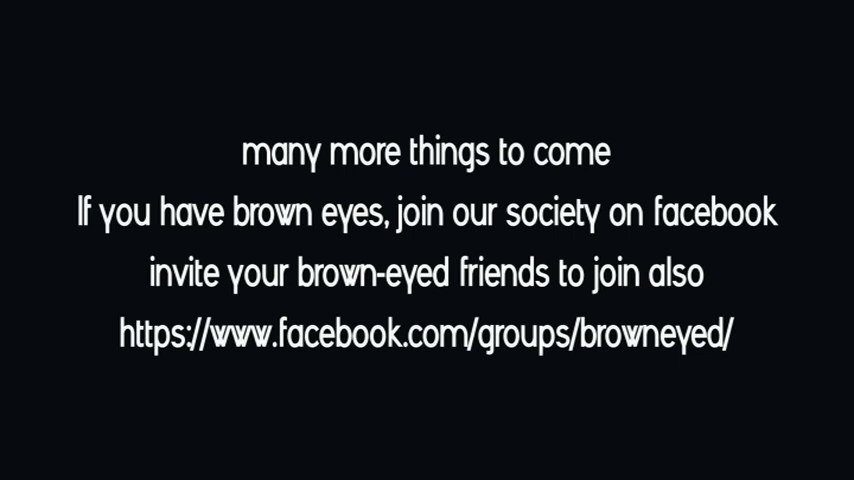 many more things to come
If you have brown eyes, join our society on facebook
invite your brown-eyed friends to join also
https://www.facebook.com/groups/browneyed/